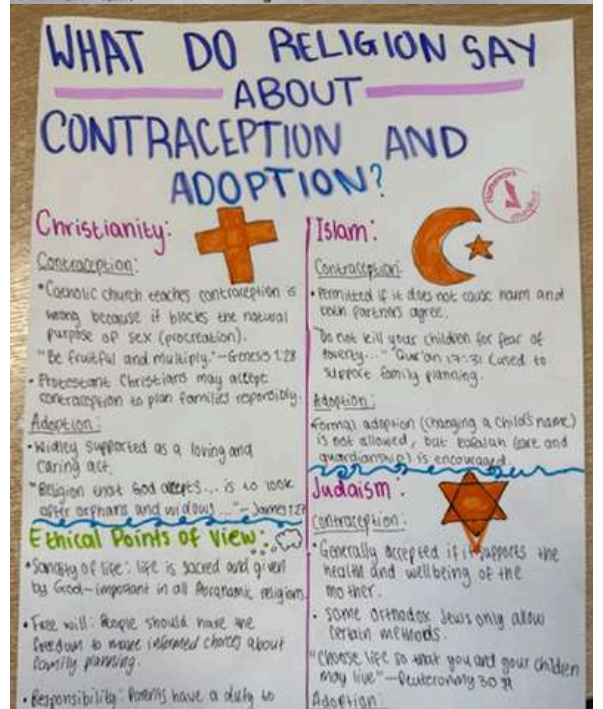 WHAT DO RELIGION SAY
ABOUT
CONTRACEPTION AND
ADOPTION?
Christianity:
Contraception:
•Catholic church teaches contraception is
wrong because if blocks the natural
purpose of sex (procreation).
"Be fruitful and multiply."—Genesis 1:28
• Protestant Christians may accept
contraception to plan families reponsibly.
Adoption:
•Widley supported as a loving and
caring act.
"Religion that God accepts... is to look
after orphans and widows..."— James 1:27
Ethical Points of View:
•Sanctity of life: life is sacred and given
by God—important in all Abranamic religion.
• Free will: People should have the
freedom to make informed choices about
family planning.
• Responsibility: Parents have a duty to
Homework
Islam:
Contraception:
•Permitted if it does not cause harm and
both partners agree.
"Do not kill your children for fear of
poverty..." Qur'an 17:31 (used to
support family planning.
Adoption:
Formal adoption (changing a child's name)
is not allowed, but Kafalah (care and
guardianship) is encouraged.
Judaism:
Contraception:
•Generally accepted if it supports the
health and wellbeing of the
mother.
• Some Orthodox Jews only allow
certain methods.
"Choose life so that you and your children
may live"—Deuteronomy 30
Adoption: